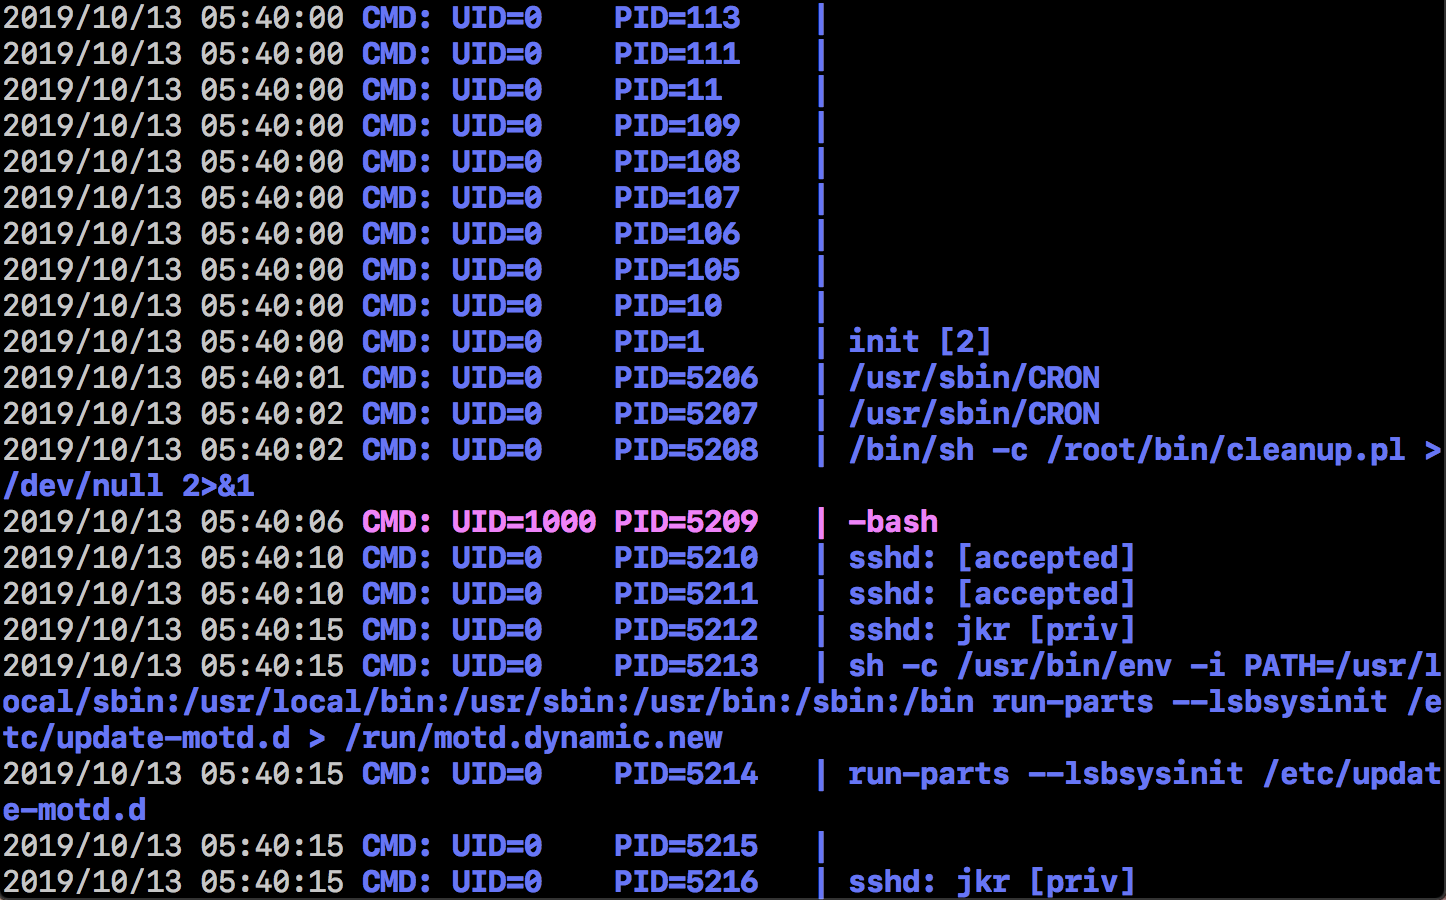 2019/10/13 05:40:00 CMD: UID=0    PID=113    |
2019/10/13 05:40:00 CMD: UID=0    PID=111    |
2019/10/13 05:40:00 CMD: UID=0    PID=11     |
2019/10/13 05:40:00 CMD: UID=0    PID=109    |
2019/10/13 05:40:00 CMD: UID=0    PID=108    |
2019/10/13 05:40:00 CMD: UID=0    PID=107    |
2019/10/13 05:40:00 CMD: UID=0    PID=106    |
2019/10/13 05:40:00 CMD: UID=0    PID=105    |
2019/10/13 05:40:00 CMD: UID=0    PID=10     |
2019/10/13 05:40:00 CMD: UID=0    PID=1      | init [2]
2019/10/13 05:40:01 CMD: UID=0    PID=5206   | /usr/sbin/CRON
2019/10/13 05:40:02 CMD: UID=0    PID=5207   | /usr/sbin/CRON
2019/10/13 05:40:02 CMD: UID=0    PID=5208   | /bin/sh -c /root/bin/cleanup.pl >
/dev/null 2>&1
2019/10/13 05:40:06 CMD: UID=1000 PID=5209   | -bash
2019/10/13 05:40:10 CMD: UID=0    PID=5210   | sshd: [accepted]
2019/10/13 05:40:10 CMD: UID=0    PID=5211   | sshd: [accepted]
2019/10/13 05:40:15 CMD: UID=0    PID=5212   | sshd: jkr [priv]
2019/10/13 05:40:15 CMD: UID=0    PID=5213   | sh -c /usr/bin/env -i PATH=/usr/l
ocal/sbin:/usr/local/bin:/usr/sbin:/usr/bin:/sbin:/bin run-parts --lsbsysinit /e
tc/update-motd.d > /run/motd.dynamic.new
2019/10/13 05:40:15 CMD: UID=0    PID=5214   | run-parts --lsbsysinit /etc/updat
e-motd.d
2019/10/13 05:40:15 CMD: UID=0    PID=5215   |
2019/10/13 05:40:15 CMD: UID=0    PID=5216   | sshd: jkr [priv]